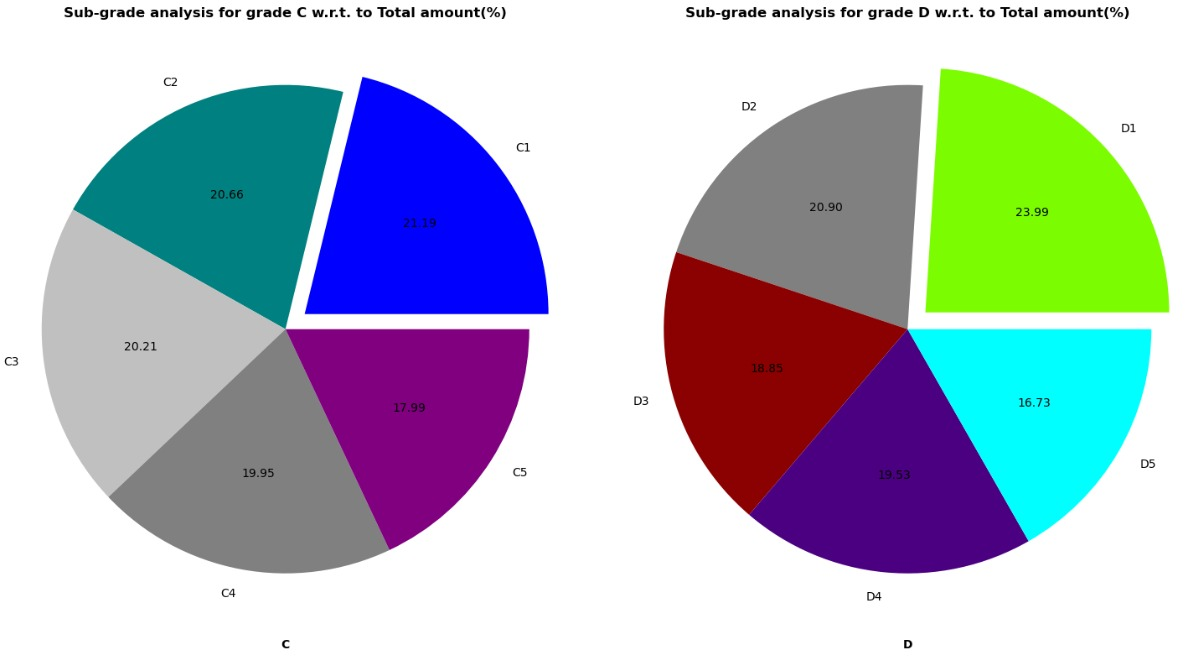 Sub-grade analysis for grade C w.r.t. to Total amount(%)
C1
C2
C3
C4
C5
21.19
20.66
20.21
19.95
17.99
C
Sub-grade analysis for grade D w.r.t. to Total amount(%)
D1
D2
D3
D4
D5
23.99
20.90
18.85
19.53
16.73
D